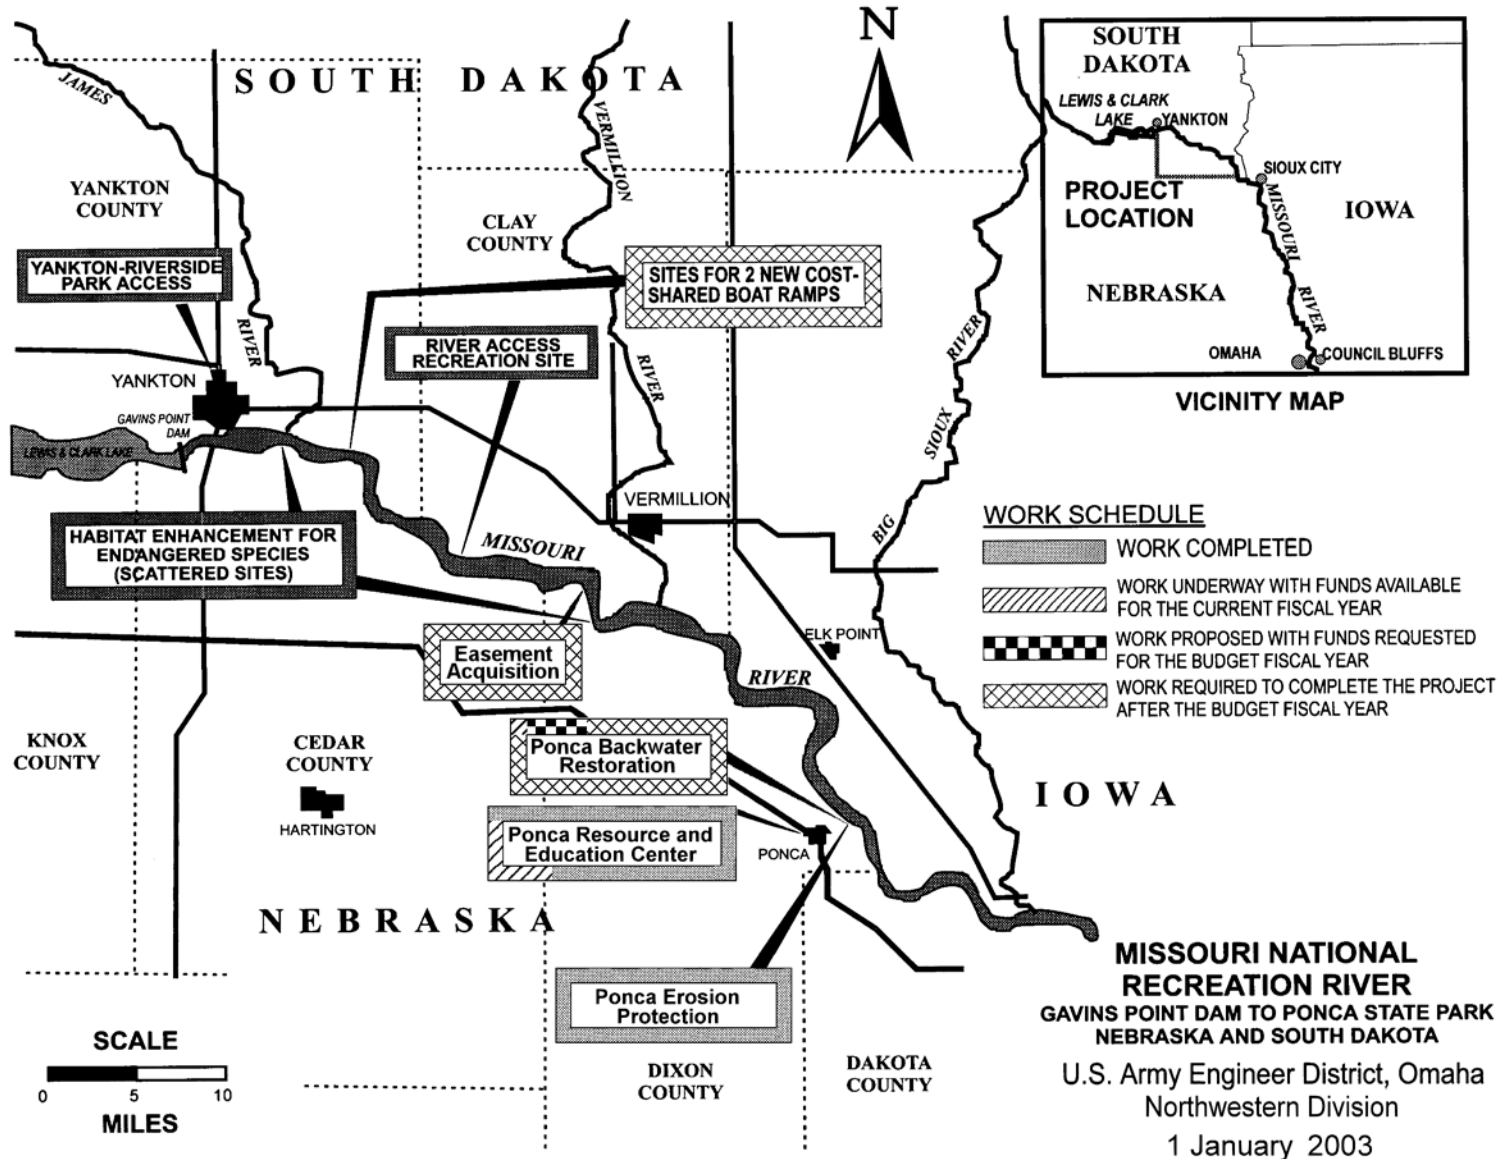 SOUTH DAKOTA
N
JAMES
RIVER
VERMILLION
RIVER
YANKTON
COUNTY
CLAY
COUNTY
YANKTON-RIVERSIDE
PARK ACCESS
SITES FOR 2 NEW COST-
SHARED BOAT RAMPS
RIVER ACCESS
RECREATION SITE
YANKTON
GAVINS POINT
DAM
LEWIS & CLARK LAKE
HABITAT ENHANCEMENT FOR
ENDANGERED SPECIES
(SCATTERED SITES)
MISSOURI
RIVER
VERMILLION
BIG
SIOUX
RIVER
ELK POINT
Easement
Acquisition
Ponca Backwater
Restoration
Ponca Resource and
Education Center
PONCA
Ponca Erosion
Protection
KNOX
COUNTY
CEDAR
COUNTY
HARTINGTON
NEBRASKA
IOWA
DIXON
COUNTY
DAKOTA
COUNTY
SCALE
0 5 10
MILES
SOUTH
DAKOTA
LEWIS & CLARK
LAKE
YANKTON
SIOUX CITY
PROJECT
LOCATION
MISSOURI
RIVER
IOWA
NEBRASKA
OMAHA
COUNCIL BLUFFS
VICINITY MAP
WORK SCHEDULE
WORK COMPLETED
WORK UNDERWAY WITH FUNDS AVAILABLE
FOR THE CURRENT FISCAL YEAR
WORK PROPOSED WITH FUNDS REQUESTED
FOR THE BUDGET FISCAL YEAR
WORK REQUIRED TO COMPLETE THE PROJECT
AFTER THE BUDGET FISCAL YEAR
MISSOURI NATIONAL
RECREATION RIVER
GAVINS POINT DAM TO PONCA STATE PARK
NEBRASKA AND SOUTH DAKOTA
U.S. Army Engineer District, Omaha
Northwestern Division
1 January 2003